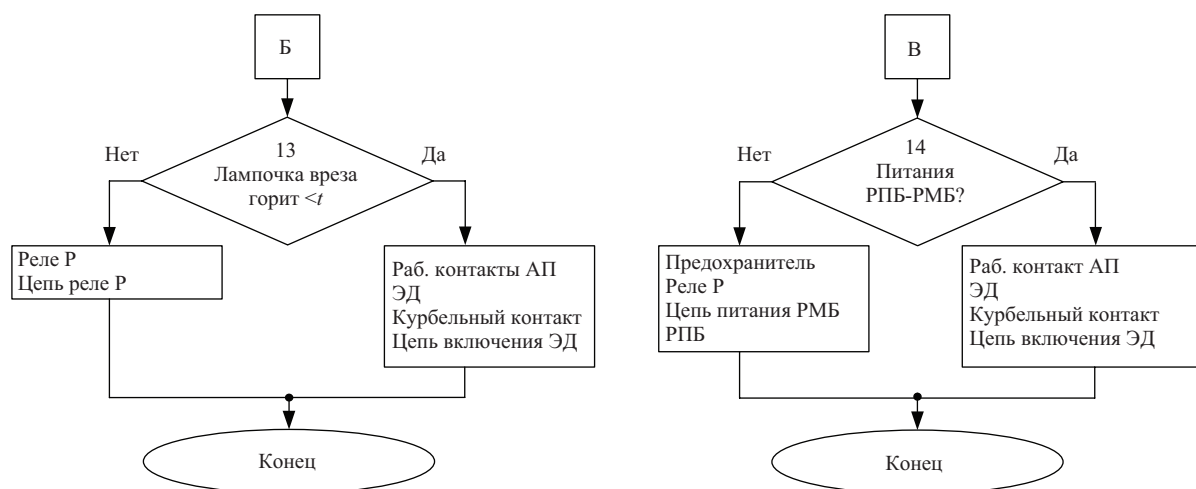 Б
13
Лампочка вреза
горит <t
Нет
Да
Реле Р
Цепь реле Р
Раб. контакты АП
ЭД
Курбельный контакт
Цепь включения ЭД
Конец
В
14
Питания
РПБ-РМБ?
Нет
Да
Предохранитель
Реле Р
Цепь питания РМБ
РПБ
Раб. контакт АП
ЭД
Курбельный контакт
Цепь включения ЭД
Конец